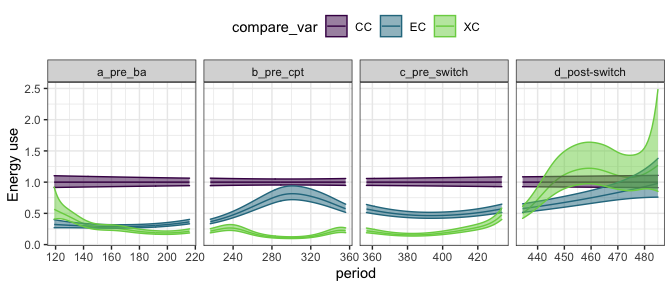 compare_var CC EC XC
a_pre_ba b_pre_cpt c_pre_switch d_post-switch
2.5
2.0
1.5
1.0
0.5
0.0
Energy use
120 140 160 180 200 220 240 280 320 356 360 380 400 420 440 450 460 470 480
period